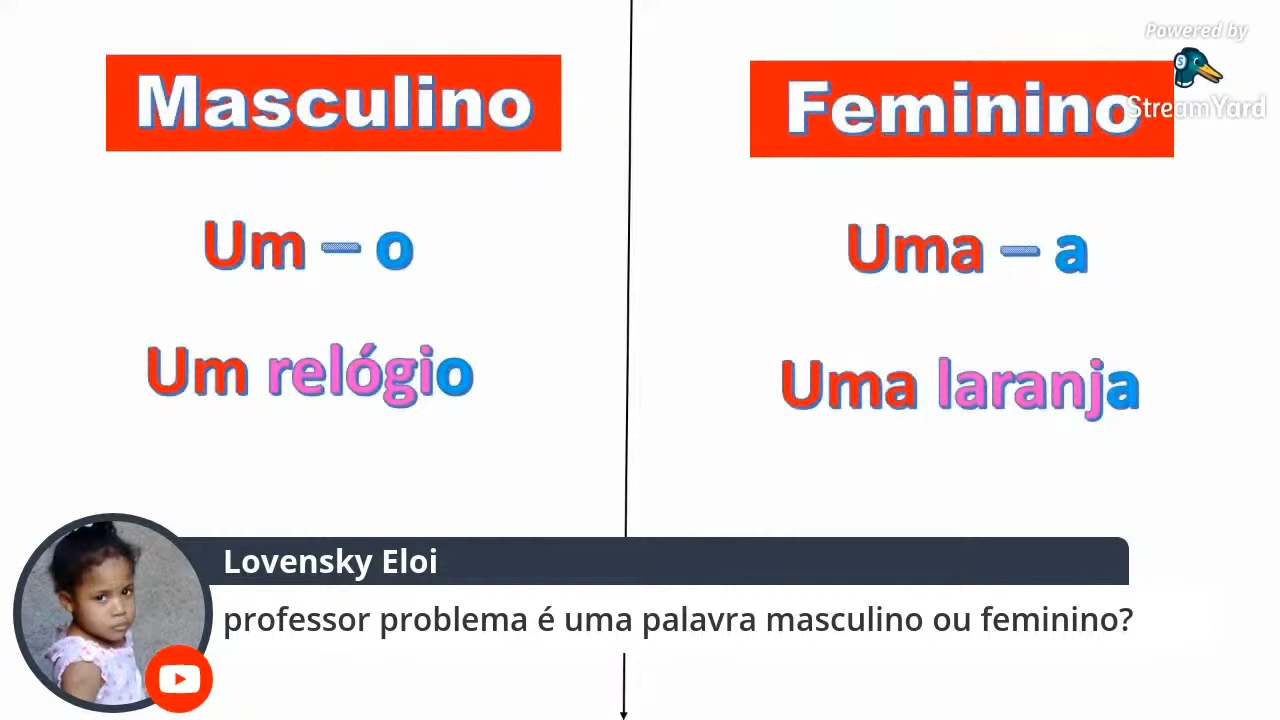 Powered by
StreamYard
Masculino
Feminino
Um – o
Uma – a
Um relógio
Uma laranja
Lovensky Eloi
professor problema é uma palavra masculino ou feminino?